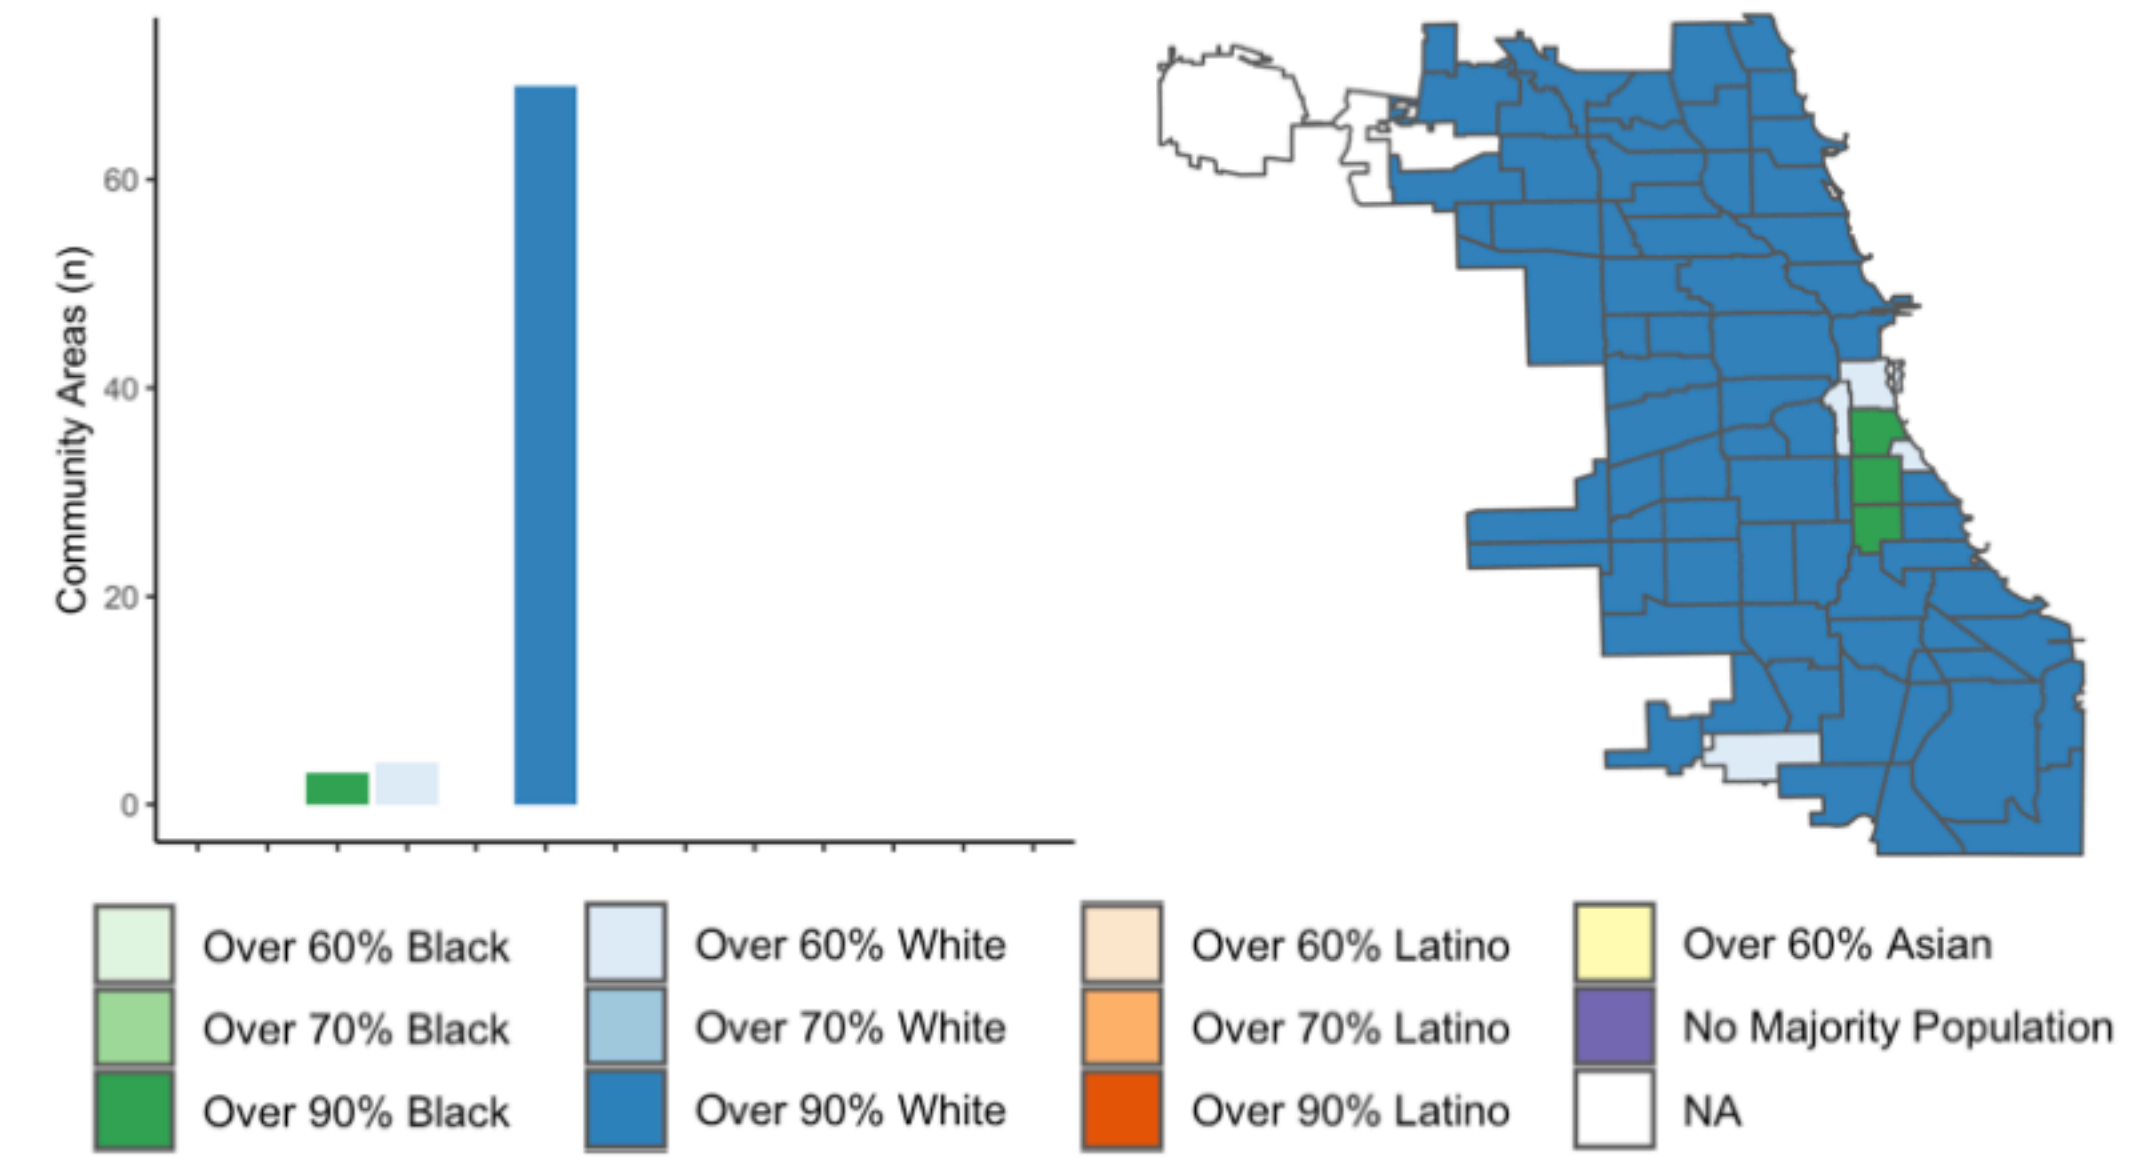 Community Areas (n)
60
40
20
0
Over 60% Black
Over 60% White
Over 60% Latino
Over 60% Asian
Over 70% Black
Over 70% White
Over 70% Latino
No Majority Population
Over 90% Black
Over 90% White
Over 90% Latino
NA